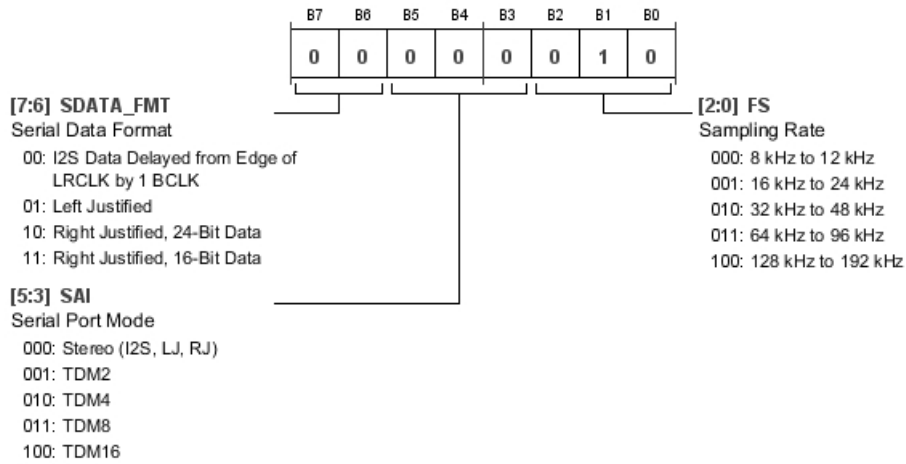 B7 B6 B5 B4 B3 B2 B1 B0
0 0 0 0 0 0 1 0
[7:6] SDATA_FMT
Serial Data Format
00: I2S Data Delayed from Edge of
LRCLK by 1 BCLK
01: Left Justified
10: Right Justified, 24-Bit Data
11: Right Justified, 16-Bit Data
[5:3] SAI
Serial Port Mode
000: Stereo (I2S, LJ, RJ)
001: TDM2
010: TDM4
011: TDM8
100: TDM16
[2:0] FS
Sampling Rate
000: 8 kHz to 12 kHz
001: 16 kHz to 24 kHz
010: 32 kHz to 48 kHz
011: 64 kHz to 96 kHz
100: 128 kHz to 192 kHz